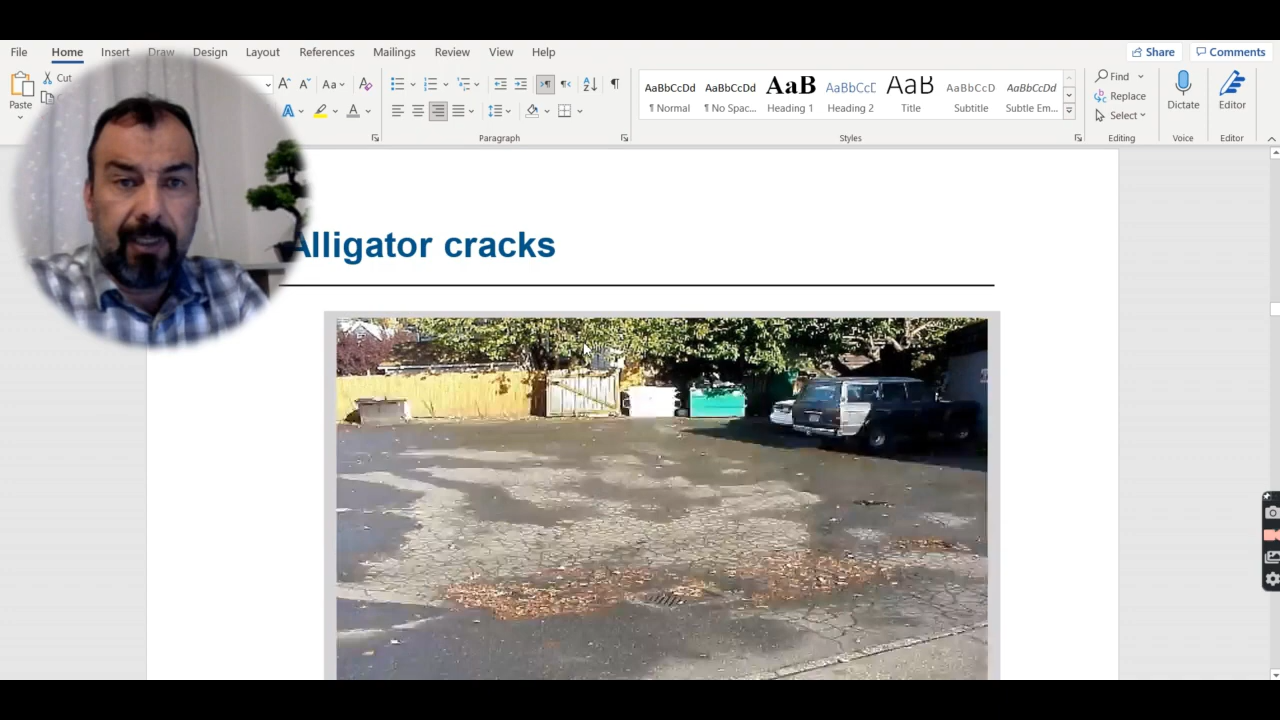 File Home Insert Draw Design Layout References Mailings Review View Help Share Comments
Cut
Paste
Aa
A
AaBbCcDd AaBbCcDd AaB AaBbCcC AaB AaBbCcD AaBbCcDd
¶ Normal ¶ No Spac... Heading 1 Heading 2 Title Subtitle Subtle Em...
Find
Replace
Select
Dictate
Editor
Paragraph Styles Editing Voice Editor
Alligator cracks